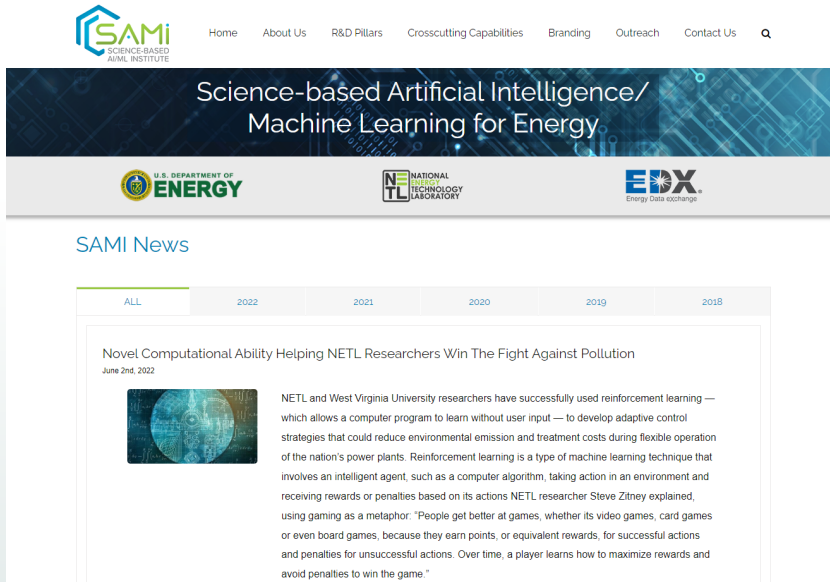 SAMi
SCIENCE-BASED
AI/ML INSTITUTE
Home About Us R&D Pillars Crosscutting Capabilities Branding Outreach Contact Us
Science-based Artificial Intelligence/
Machine Learning for Energy
U.S. DEPARTMENT OF
ENERGY
NETL
NATIONAL
ENERGY
TECHNOLOGY
LABORATORY
EDX
Energy Data exchange
SAMI News
ALL 2022 2021 2020 2019 2018
Novel Computational Ability Helping NETL Researchers Win The Fight Against Pollution
June 2nd, 2022
NETL and West Virginia University researchers have successfully used reinforcement learning —
which allows a computer program to learn without user input — to develop adaptive control
strategies that could reduce environmental emission and treatment costs during flexible operation
of the nation's power plants. Reinforcement learning is a type of machine learning technique that
involves an intelligent agent, such as a computer algorithm, taking action in an environment and
receiving rewards or penalties based on its actions NETL researcher Steve Zitney explained,
using gaming as a metaphor: "People get better at games, whether its video games, card games
or even board games, because they earn points, or equivalent rewards, for successful actions
and penalties for unsuccessful actions. Over time, a player learns how to maximize rewards and
avoid penalties to win the game."